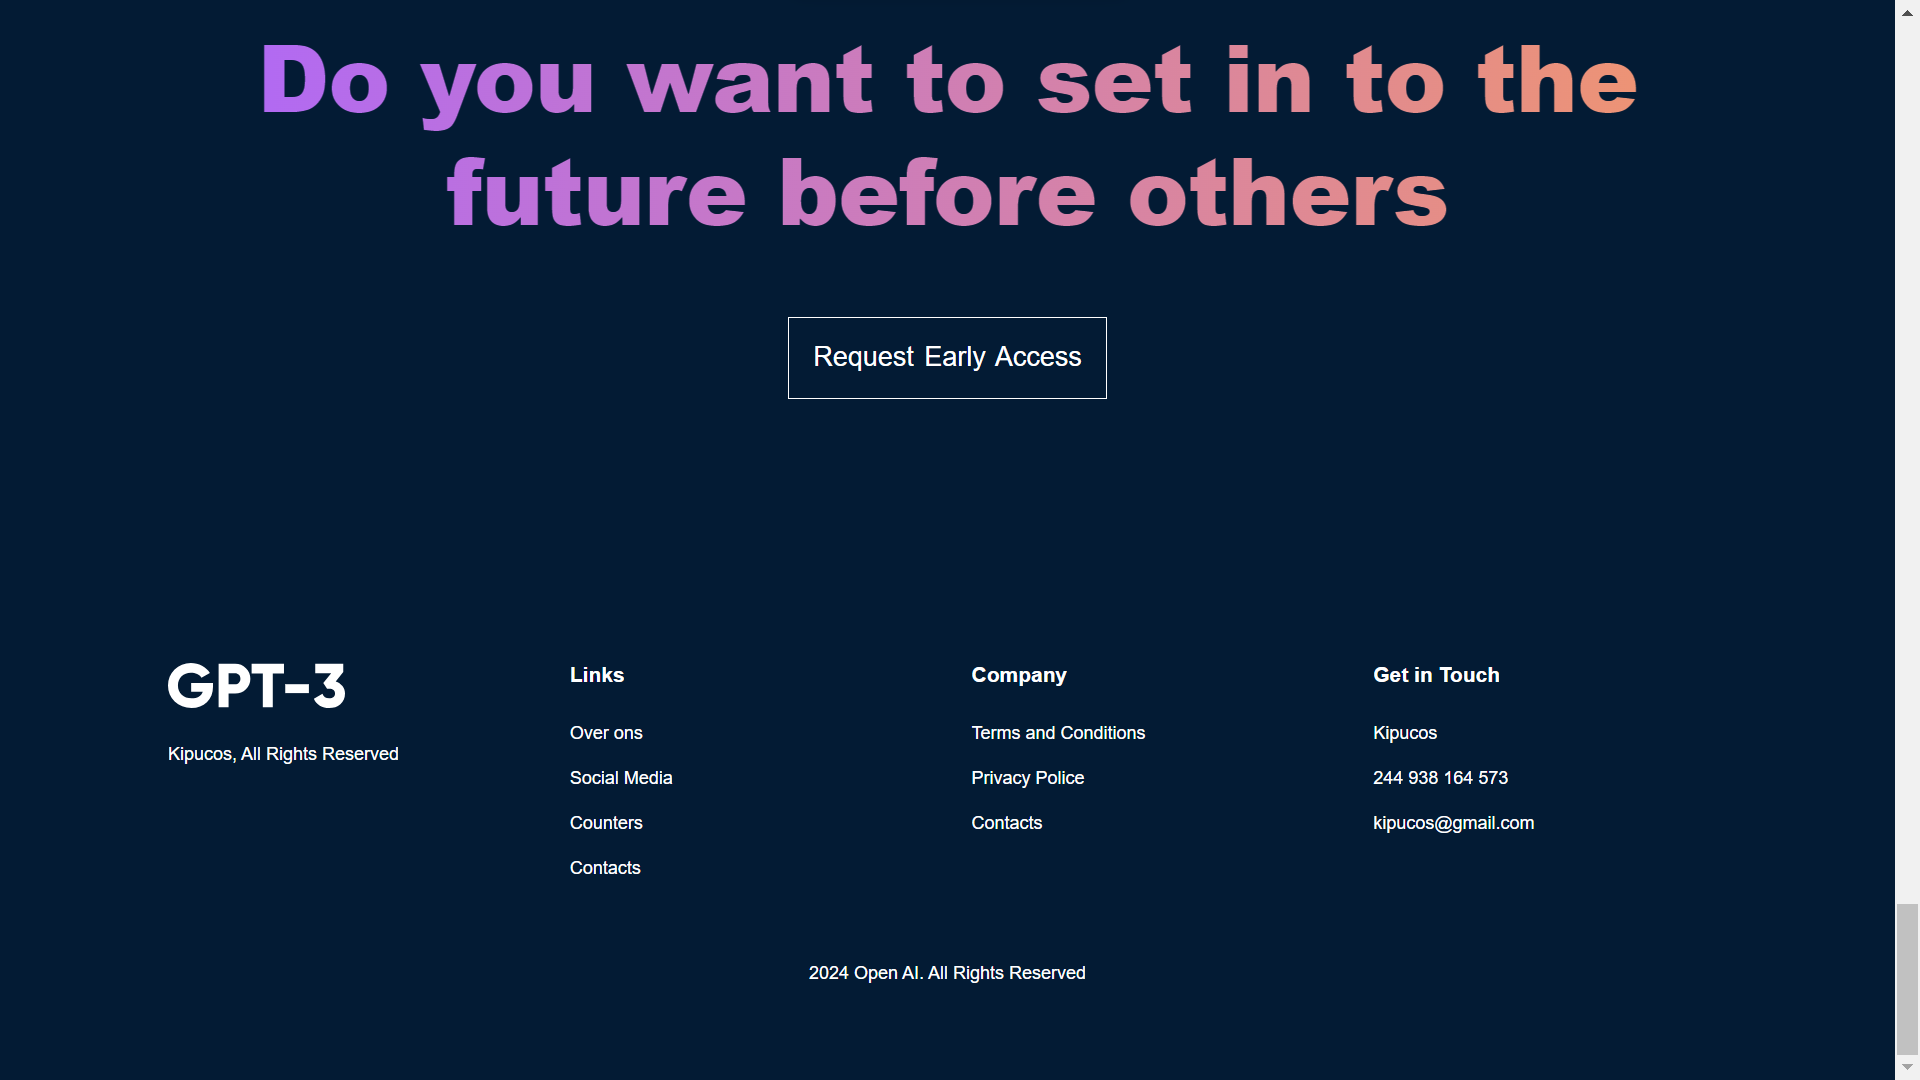 Do you want to set in to the
future before others
Request Early Access
GPT-3
Kipucos, All Rights Reserved
Links
Over ons
Social Media
Counters
Contacts
Company
Terms and Conditions
Privacy Police
Contacts
Get in Touch
Kipucos
244 938 164 573
kipucos@gmail.com
2024 Open AI. All Rights Reserved